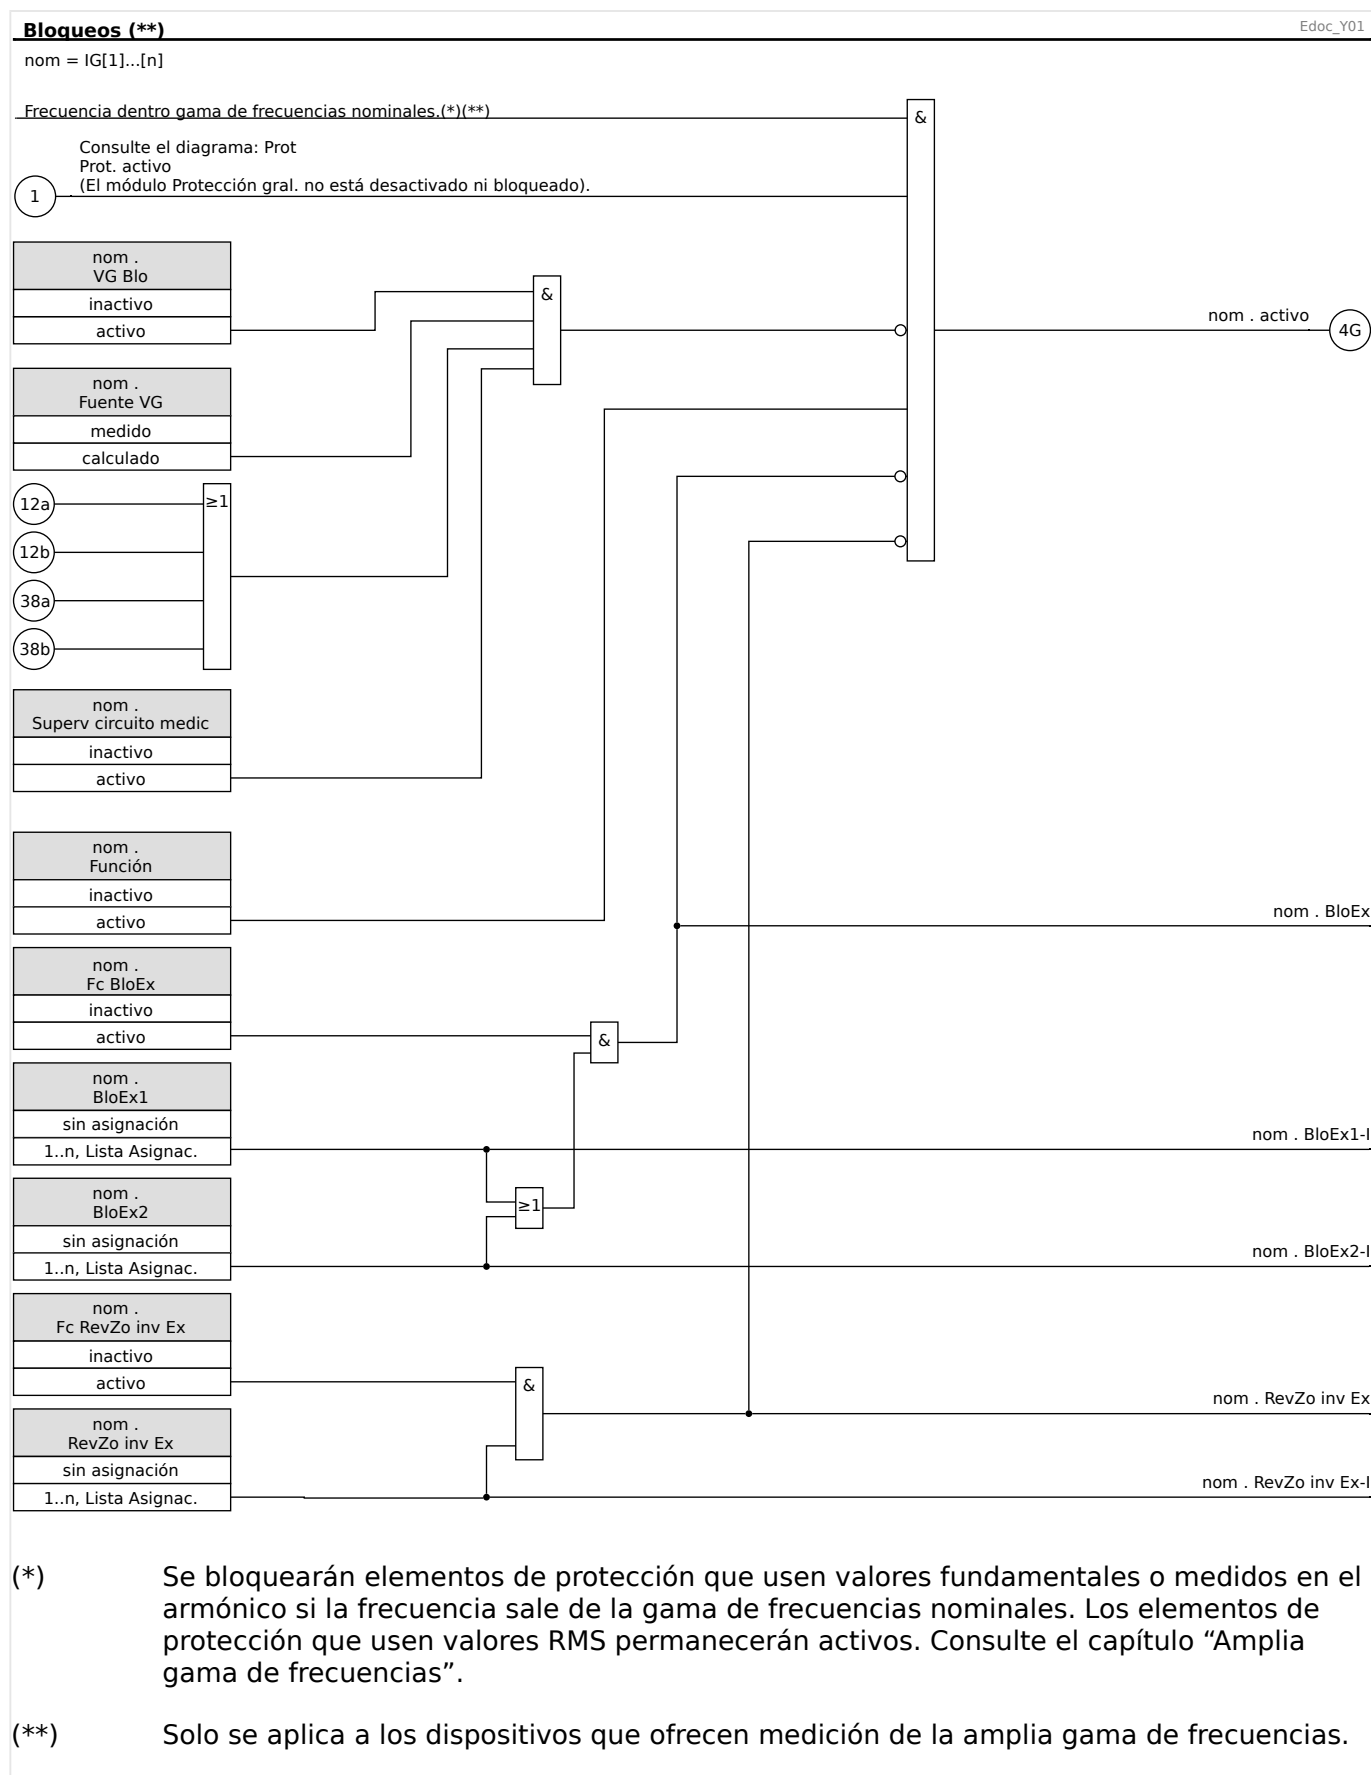 Bloqueos (**)
Edoc_Y01
nom = IG[1]...[n]
Frecuencia dentro gama de frecuencias nominales.(*)(**)
&
Consulte el diagrama: Prot
Prot. activo
(El módulo Protección gral. no está desactivado ni bloqueado).
1
nom .
VG Blo
inactivo
activo
&
nom . activo
4G
nom .
Fuente VG
medido
calculado
12a
≥1
12b
38a
38b
nom .
Superv circuito medic
inactivo
activo
nom .
Función
inactivo
activo
nom . BloEx
nom .
Fc BloEx
inactivo
activo
&
nom .
BloEx1
sin asignación
1..n, Lista Asignac.
nom . BloEx1-I
nom .
BloEx2
sin asignación
1..n, Lista Asignac.
≥1
nom . BloEx2-I
nom .
Fc RevZo inv Ex
inactivo
activo
&
nom . RevZo inv Ex
nom .
RevZo inv Ex
sin asignación
1..n, Lista Asignac.
nom . RevZo inv Ex-I
(*) Se bloquearán elementos de protección que usen valores fundamentales o medidos en el
armónico si la frecuencia sale de la gama de frecuencias nominales. Los elementos de
protección que usen valores RMS permanecerán activos. Consulte el capítulo “Amplia
gama de frecuencias”.
(**) Solo se aplica a los dispositivos que ofrecen medición de la amplia gama de frecuencias.